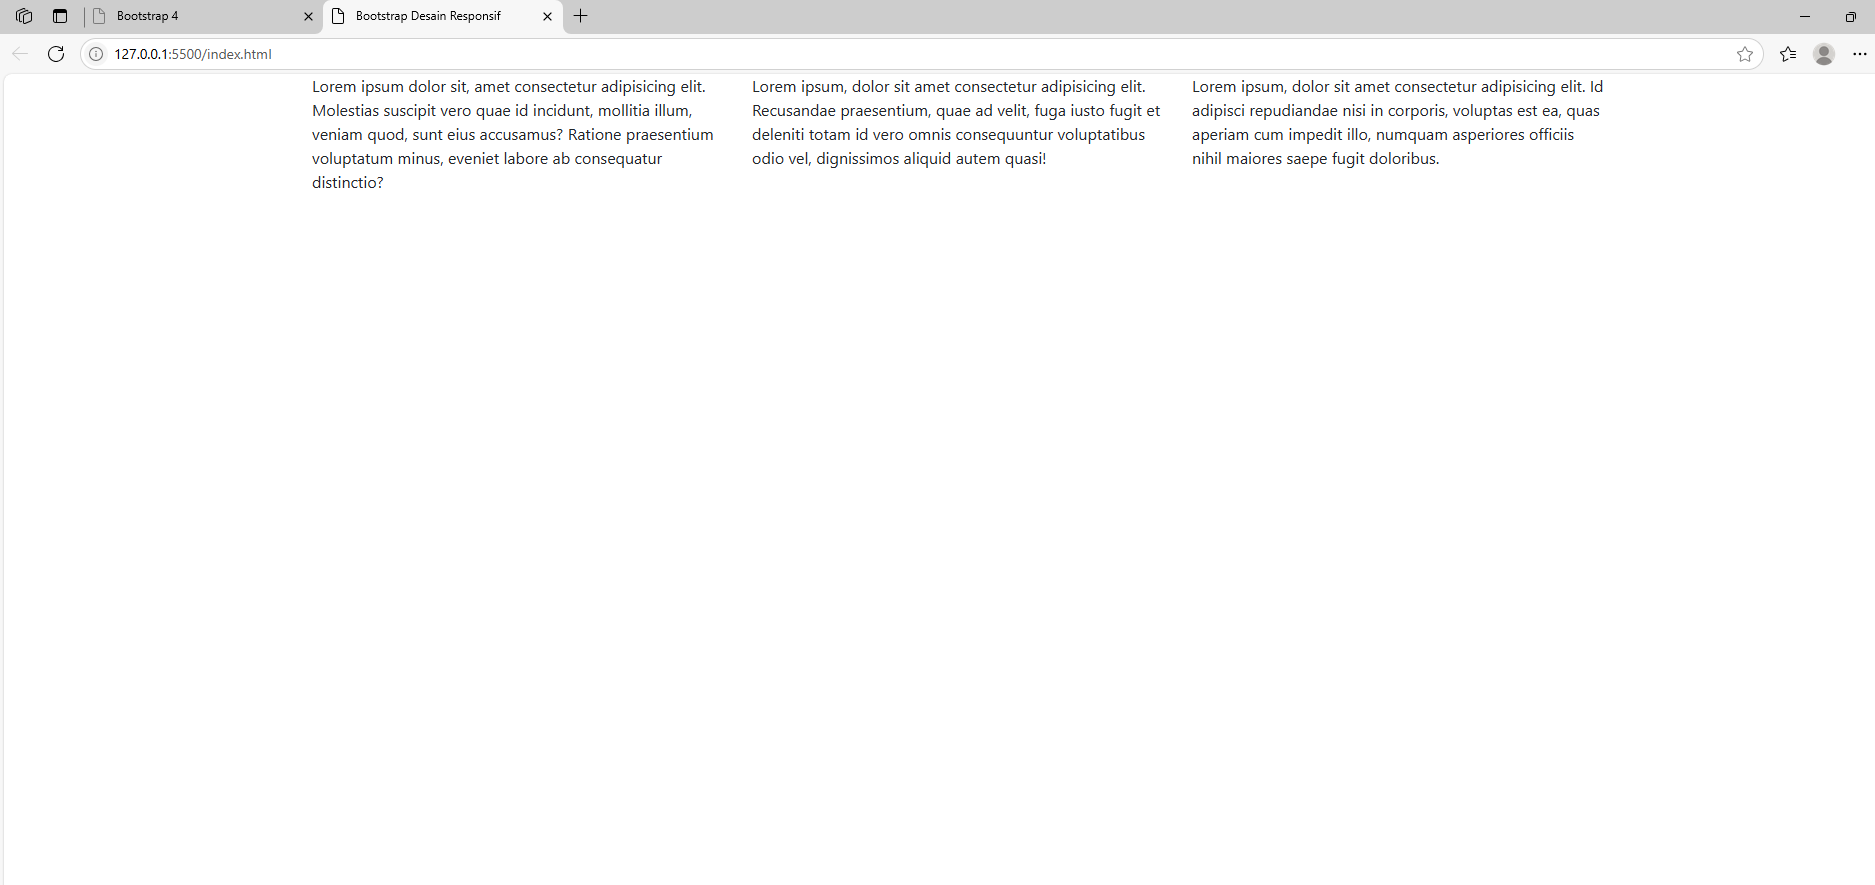 Bootstrap 4
Bootstrap Desain Responsif
127.0.0.1:5500/index.html
Lorem ipsum dolor sit, amet consectetur adipisicing elit.
Molestias suscipit vero quae id incidunt, mollitia illum,
veniam quod, sunt eius accusamus? Ratione praesentium
voluptatum minus, eveniet labore ab consequatur
distinctio?
Lorem ipsum, dolor sit amet consectetur adipisicing elit.
Recusandae praesentium, quae ad velit, fuga iusto fugit et
deleniti totam id vero omnis consequuntur voluptatibus
odio vel, dignissimos aliquid autem quasi!
Lorem ipsum, dolor sit amet consectetur adipisicing elit. Id
adipisci repudiandae nisi in corporis, voluptas est ea, quas
aperiam cum impedit illo, numquam asperiores officiis
nihil maiores saepe fugit doloribus.